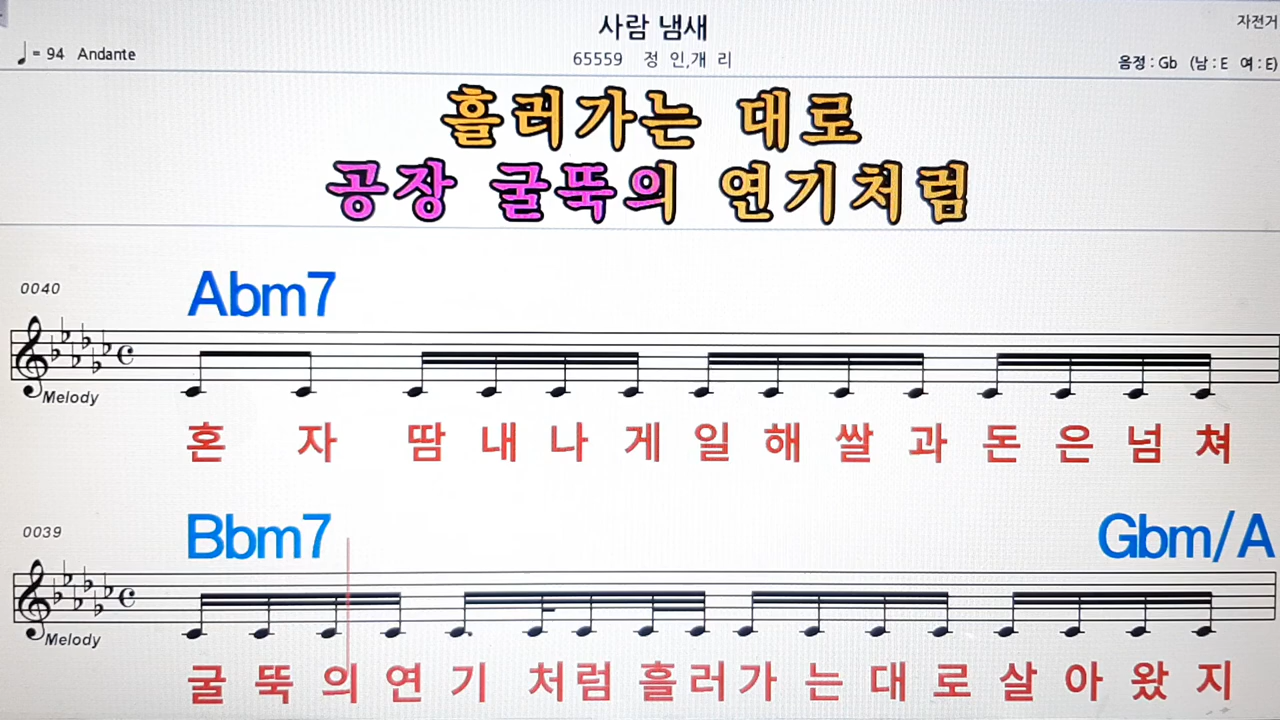 사람 냄새
자전거
♩= 94 Andante
65559 정 인,개 리
음정 : Gb (남 : E 여 : E)
흘러가는 대로
공장 굴뚝의 연기처럼
0040
Abm7
Melody
혼 자 땀 내 나 게 일 해 쌀 과 돈 은 넘 쳐
0039
Bbm7 Gbm/A
Melody
굴 뚝 의 연 기 처럼 흘러가 는 대 로 살 아 왔 지